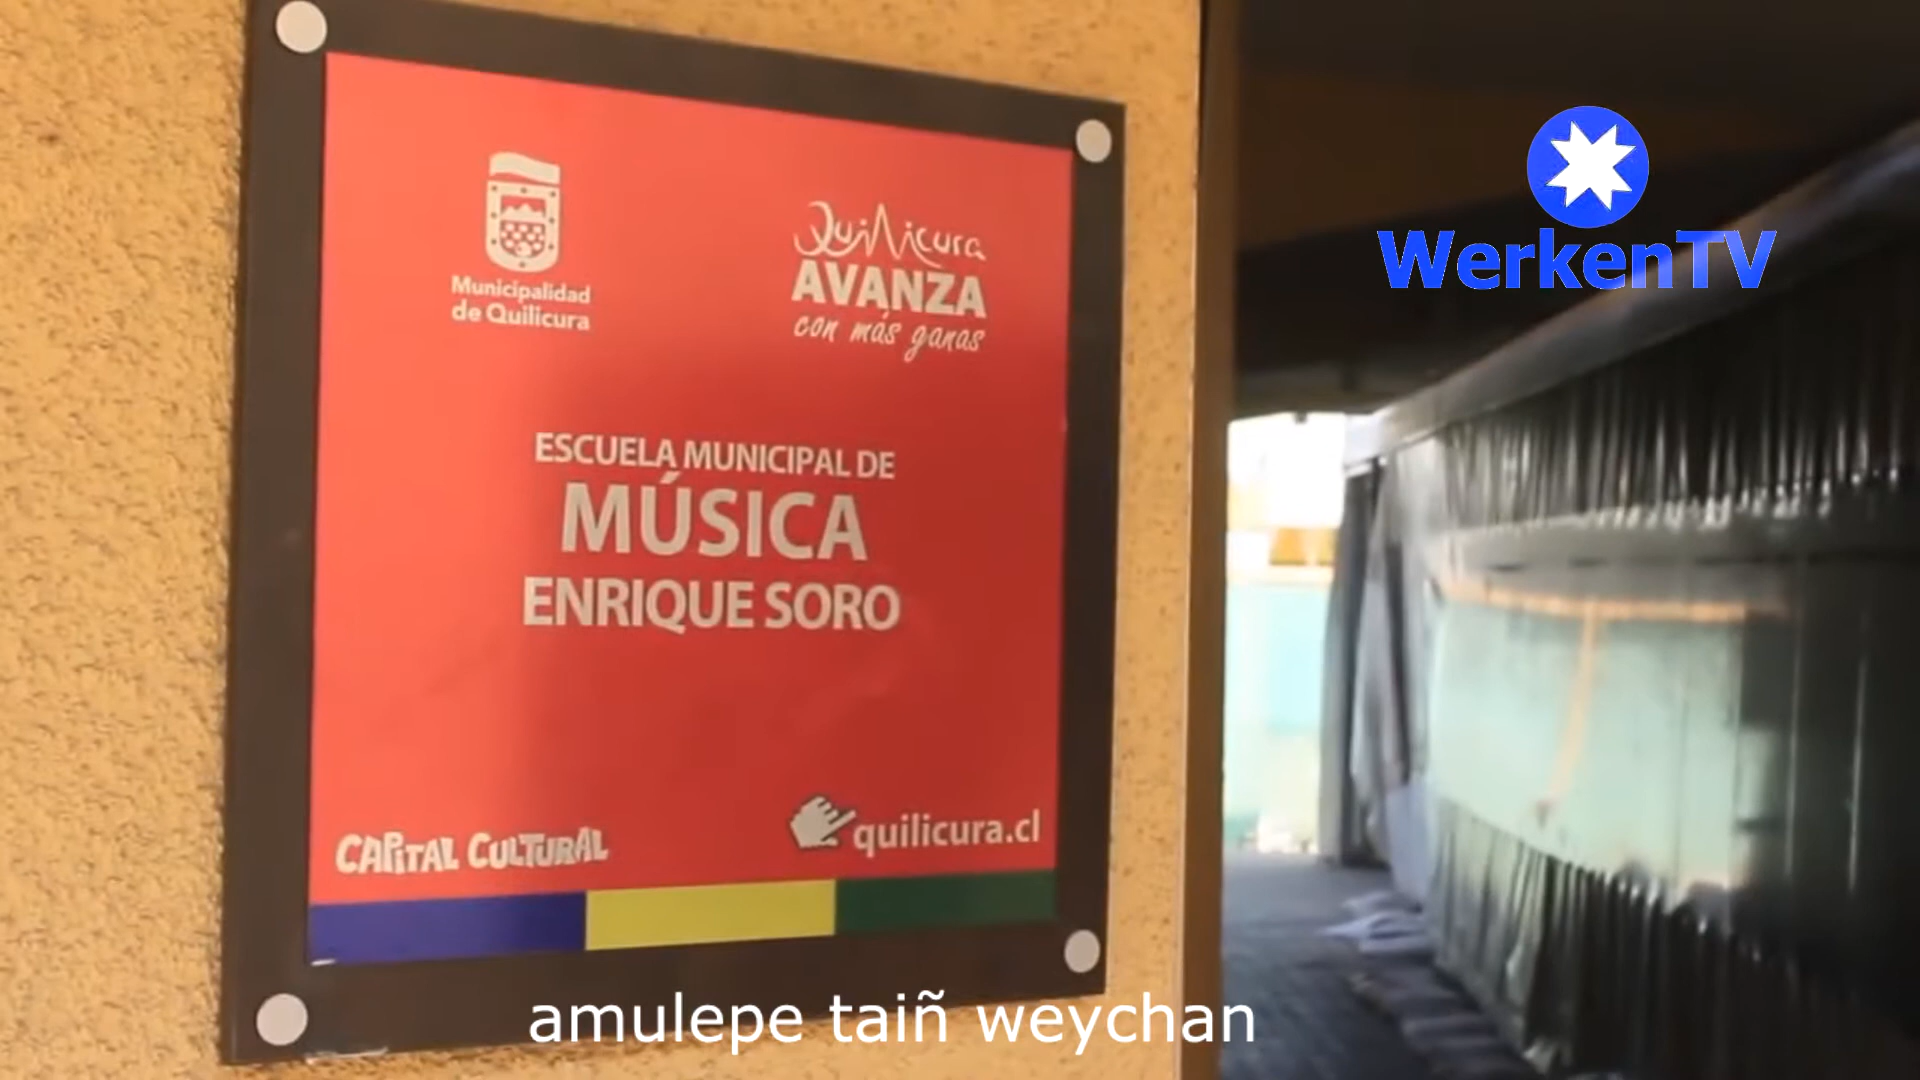 WerkenTV
Municipalidad
de Quilicura
Quilicura
AVANZA
con más ganas
ESCUELA MUNICIPAL DE
MÚSICA
ENRIQUE SORO
CAPITAL CULTURAL
quilicura.cl
amulepe taiñ weychan